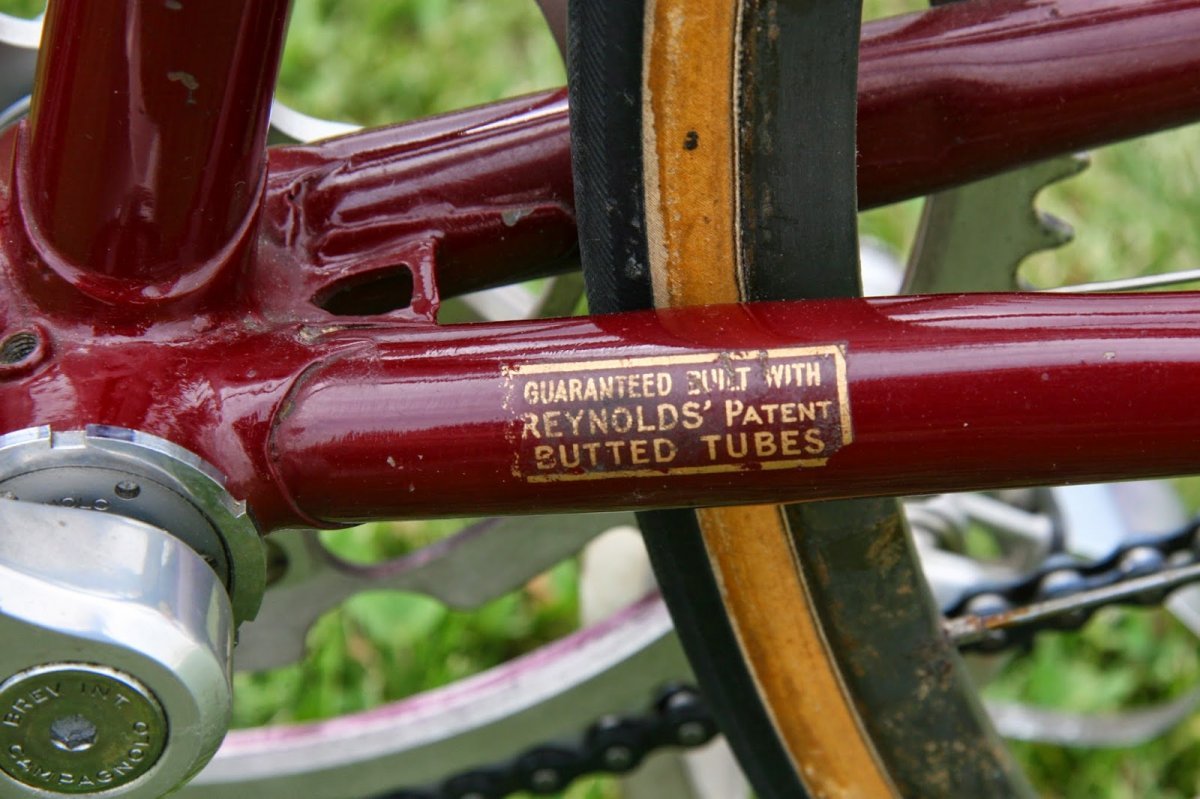 GUARANTEED BUILT WITH
REYNOLDS' PATENT
BUTTED TUBES
BREV INT.
CAMPAGNOLO